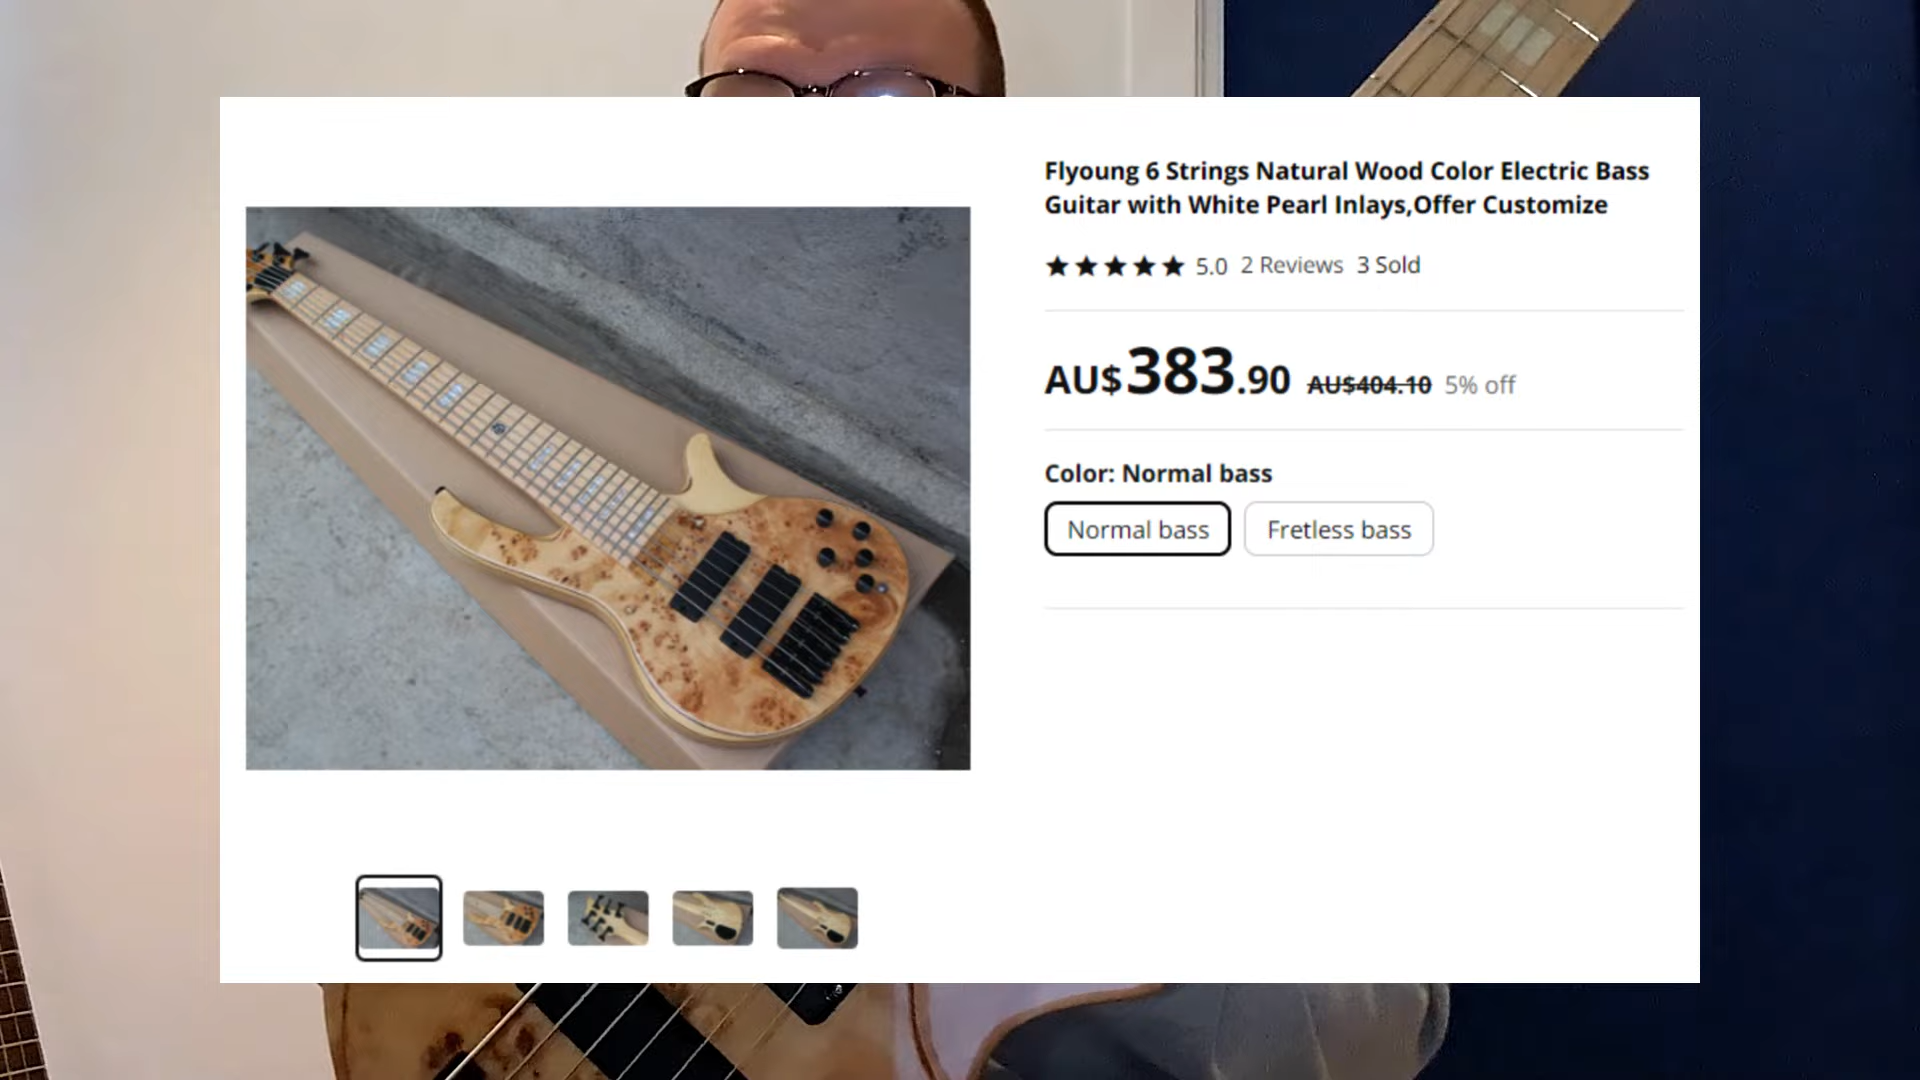 Flyoung 6 Strings Natural Wood Color Electric Bass
Guitar with White Pearl Inlays,Offer Customize
★★★★★ 5.0 2 Reviews 3 Sold
AU$383.90 AU$404.10 5% off
Color: Normal bass
Normal bass Fretless bass